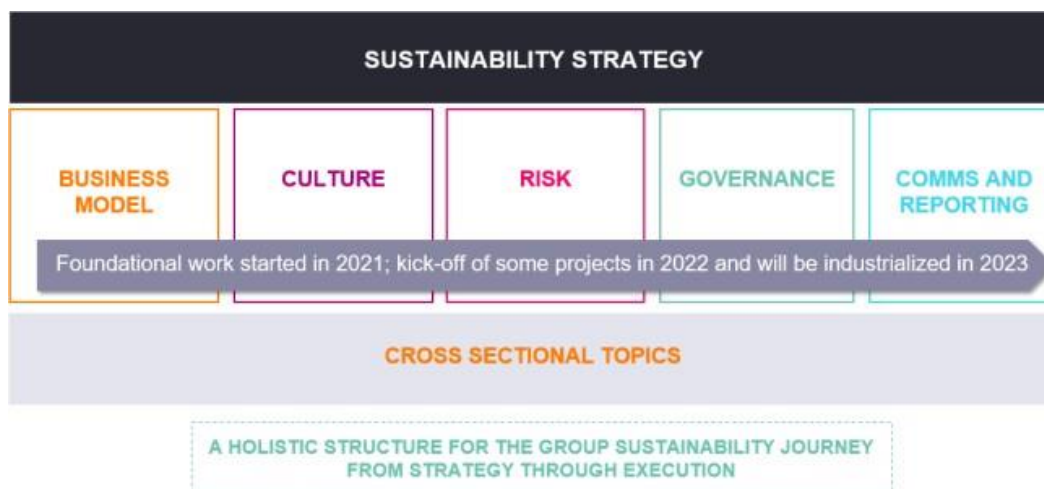 SUSTAINABILITY STRATEGY
BUSINESS
MODEL
CULTURE
RISK
GOVERNANCE
COMMS AND
REPORTING
Foundational work started in 2021; kick-off of some projects in 2022 and will be industrialized in 2023
CROSS SECTIONAL TOPICS
A HOLISTIC STRUCTURE FOR THE GROUP SUSTAINABILITY JOURNEY
FROM STRATEGY THROUGH EXECUTION